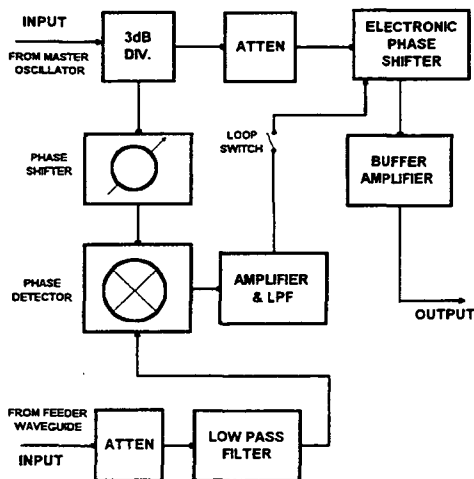 INPUT
FROM MASTER
OSCILLATOR
3dB
DIV.
ATTEN
ELECTRONIC
PHASE
SHIFTER
LOOP
SWITCH
PHASE
SHIFTER
BUFFER
AMPLIFIER
PHASE
DETECTOR
AMPLIFIER
& LPF
OUTPUT
FROM FEEDER
WAVEGUIDE
INPUT
ATTEN
LOW PASS
FILTER